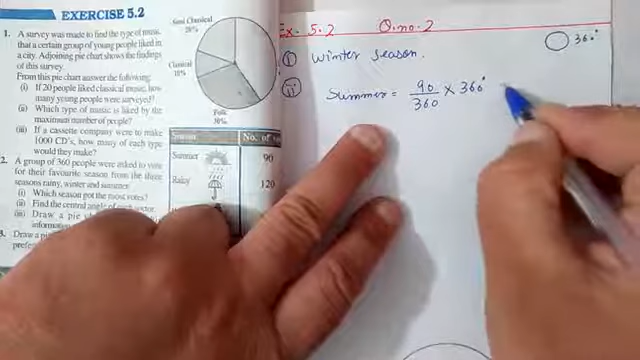 EXERCISE 5.2
1. A survey was made to find the type of music
that a certain group of young people liked in
a city. Adjoining pie chart shows the findings
of this survey.
From this pie chart answer the following:
(i) If 20 people liked classical music, how
many young people were surveyed?
(ii) Which type of music is liked by the
maximum number of people?
(iii) If a cassette company were to make
1000 CD's, how many of each type
would they make?
2. A group of 360 people were asked to vote
for their favourite season from the three
seasons rainy, winter and summer.
(i) Which season got the most votes?
(ii) Find the central angle of each sector.
(iii) Draw a pie
information
3. Draw a pi
Semi Classical
20%
Classical
10%
Folk
30%
Season No. of
Summer 90
Rainy 120
Ex. 5.2 Q. no. 2
(i) Winter season.
360°
(ii) Summer = 90/360 × 360°